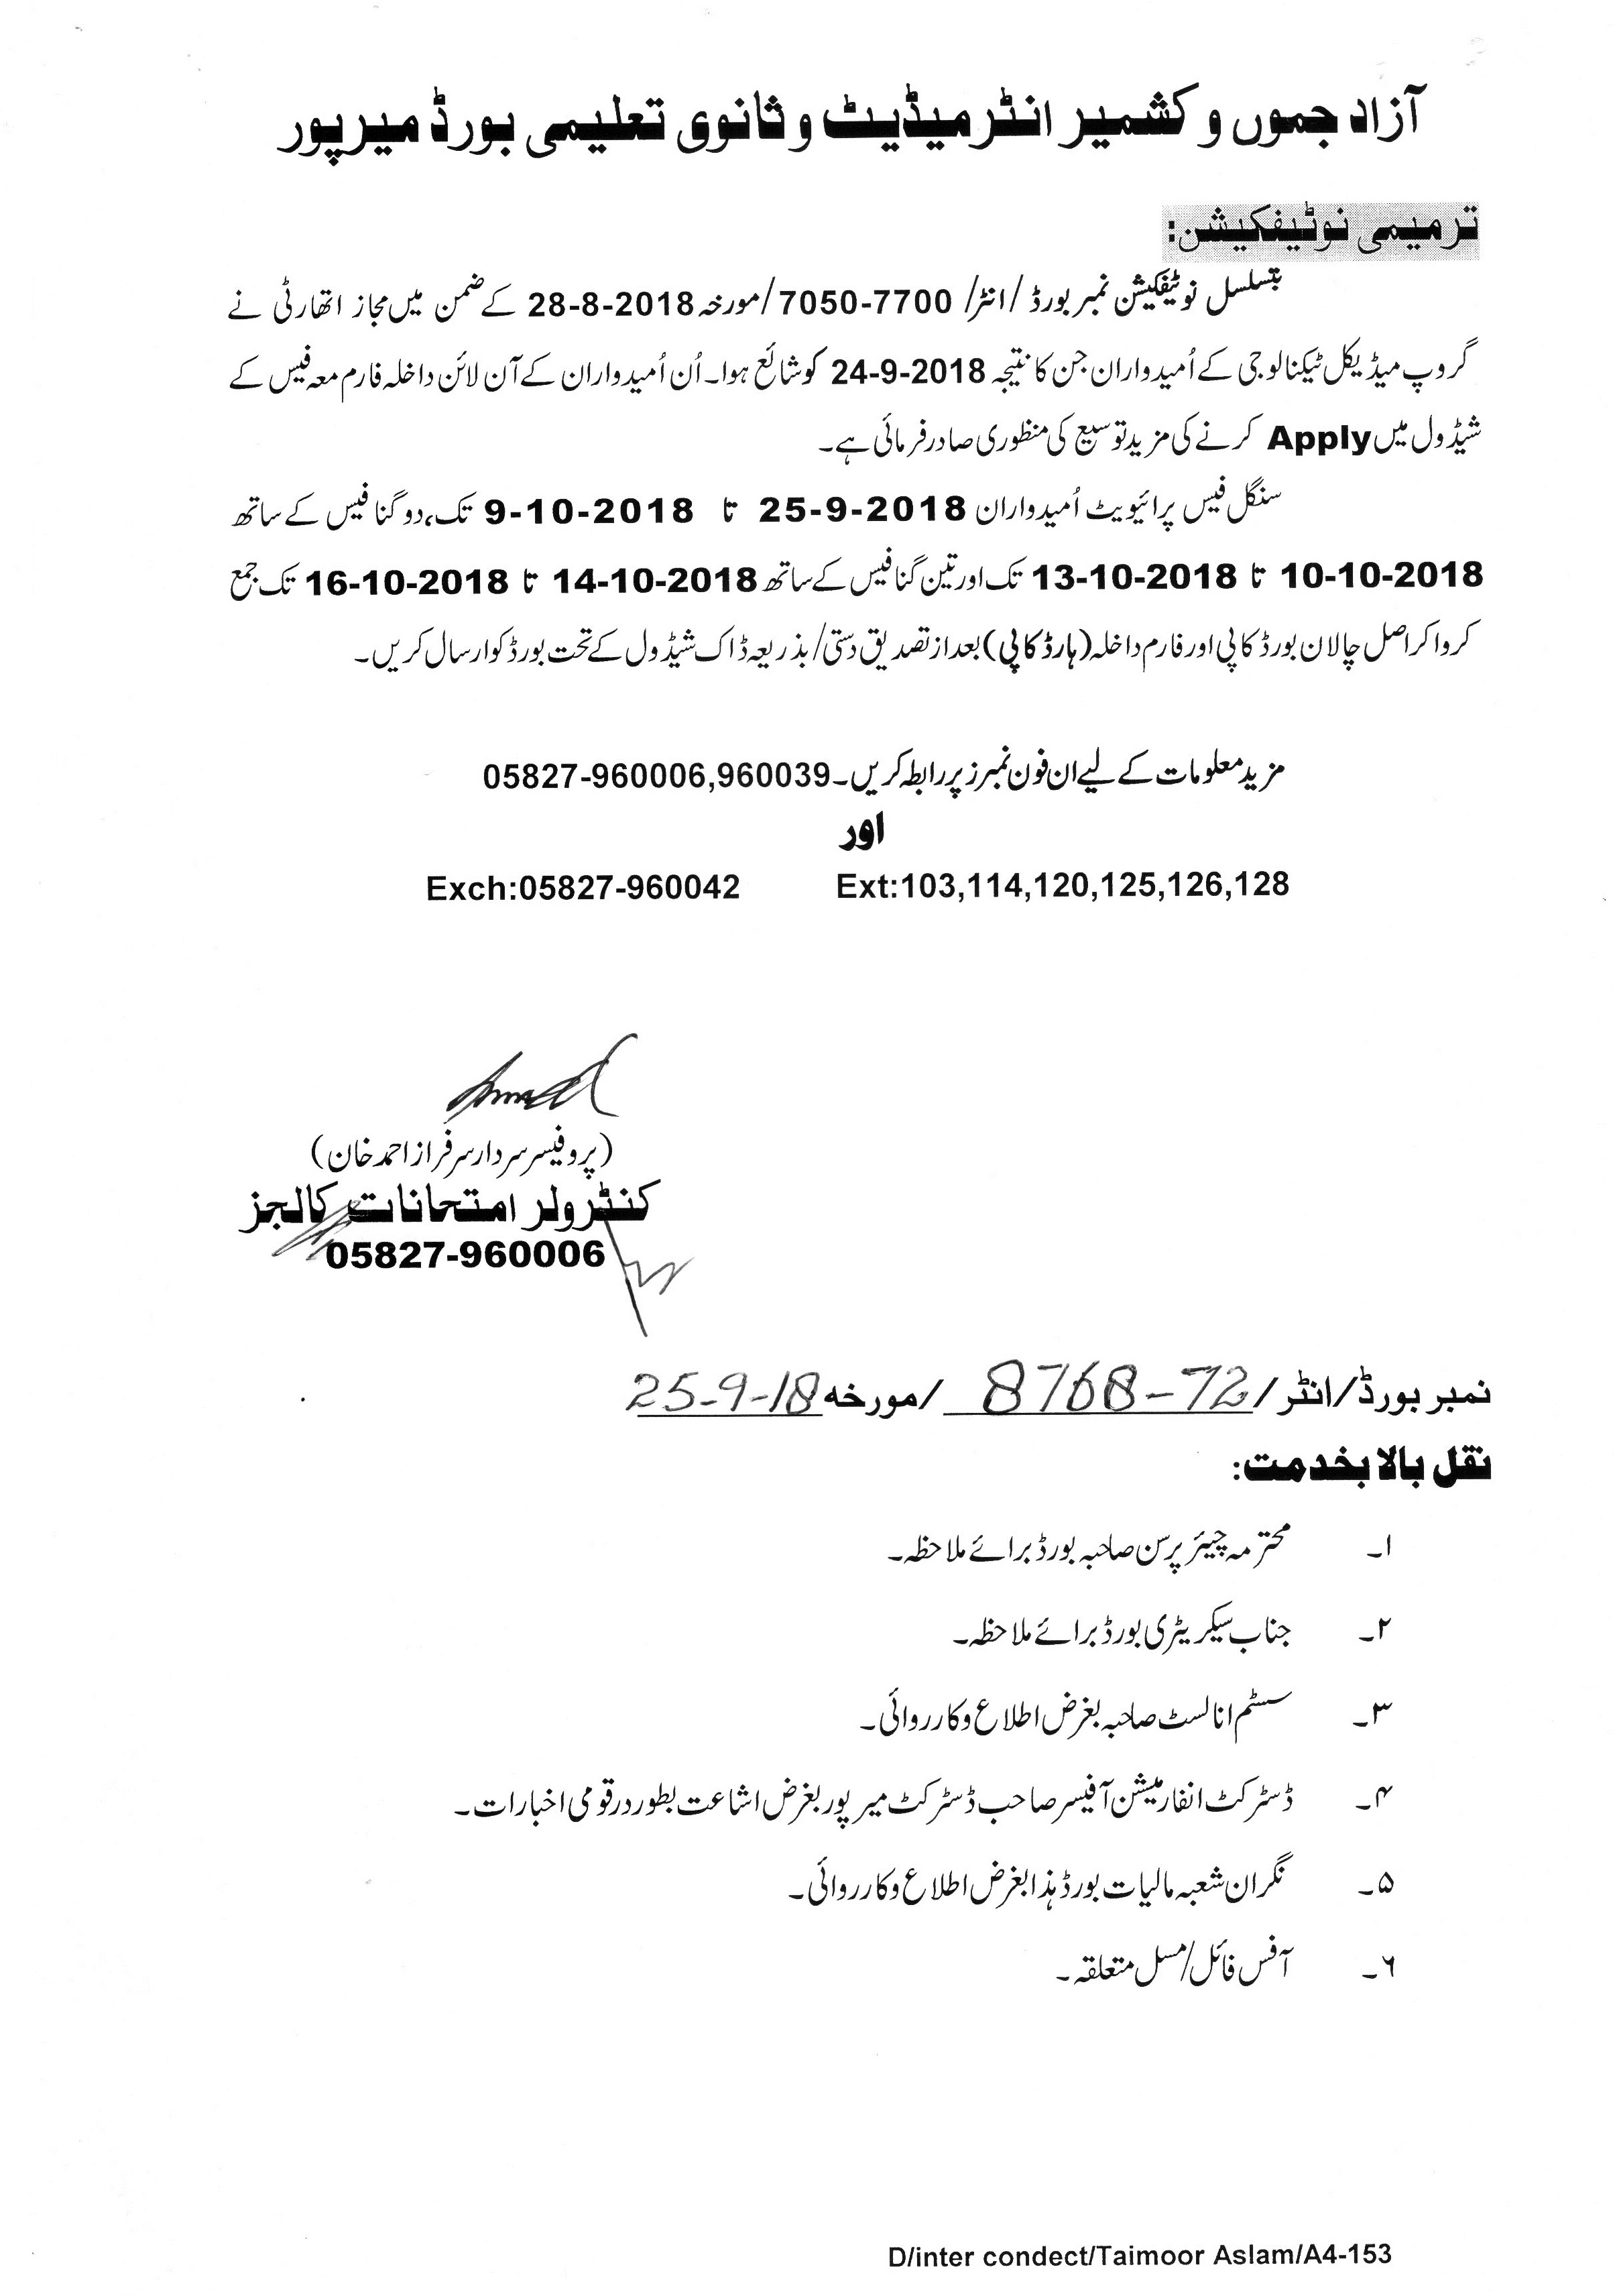 آزاد جموں و کشمیر انٹر میڈیٹ و ثانوی تعلیمی بورڈ میرپور
ترمیمی نوٹیفکیشن:
بتسلسل نوٹیفکیشن نمبر بورڈ /انٹر/ 7050-7700 /مورخہ 28-8-2018 کے ضمن میں مجاز اتھارٹی نے
گروپ میڈیکل ٹیکنالوجی کے اُمیدواران جن کا نتیجہ 24-9-2018 کو شائع ہوا۔ اُن اُمیدواران کے آن لائن داخلہ فارم معہ فیس کے
شیڈول میں Apply کرنے کی مزید توسیع کی منظوری صادر فرمائی ہے۔
سنگل فیس پرائیویٹ اُمیدواران 25-9-2018 تا 9-10-2018 تک، دو گنا فیس کے ساتھ
10-10-2018 تا 13-10-2018 تک اور تین گنا فیس کے ساتھ 14-10-2018 تا 16-10-2018 تک جمع
کروا کر اصل چالان بورڈ کاپی اور فارم داخلہ (ہارڈ کاپی) بعد از تصدیق دستی/بذریعہ ڈاک شیڈول کے تحت بورڈ کو ارسال کریں۔
مزید معلومات کے لیے ان فون نمبرز پر رابطہ کریں۔ 05827-960006,960039
اور
Exch:05827-960042 Ext:103,114,120,125,126,128
(پروفیسر سردار سرفراز احمد خان)
کنٹرولر امتحانات کالجز
05827-960006
نمبر بورڈ/انٹر/ 8768-72 /مورخہ 25-9-18
نقل بالا بخدمت:
۱۔ محترمہ چیئر پرسن صاحبہ بورڈ برائے ملاحظہ۔
۲۔ جناب سیکریٹری بورڈ برائے ملاحظہ۔
۳۔ سسٹم انالسٹ صاحبہ بغرض اطلاع و کارروائی۔
۴۔ ڈسٹرکٹ انفارمیشن آفیسر صاحب ڈسٹرکٹ میر پور بغرض اشاعت بطور در قومی اخبارات۔
۵۔ نگران شعبہ مالیات بورڈ ہذا بغرض اطلاع و کارروائی۔
۶۔ آفس فائل/مسل متعلقہ۔
D/inter condect/Taimoor Aslam/A4-153